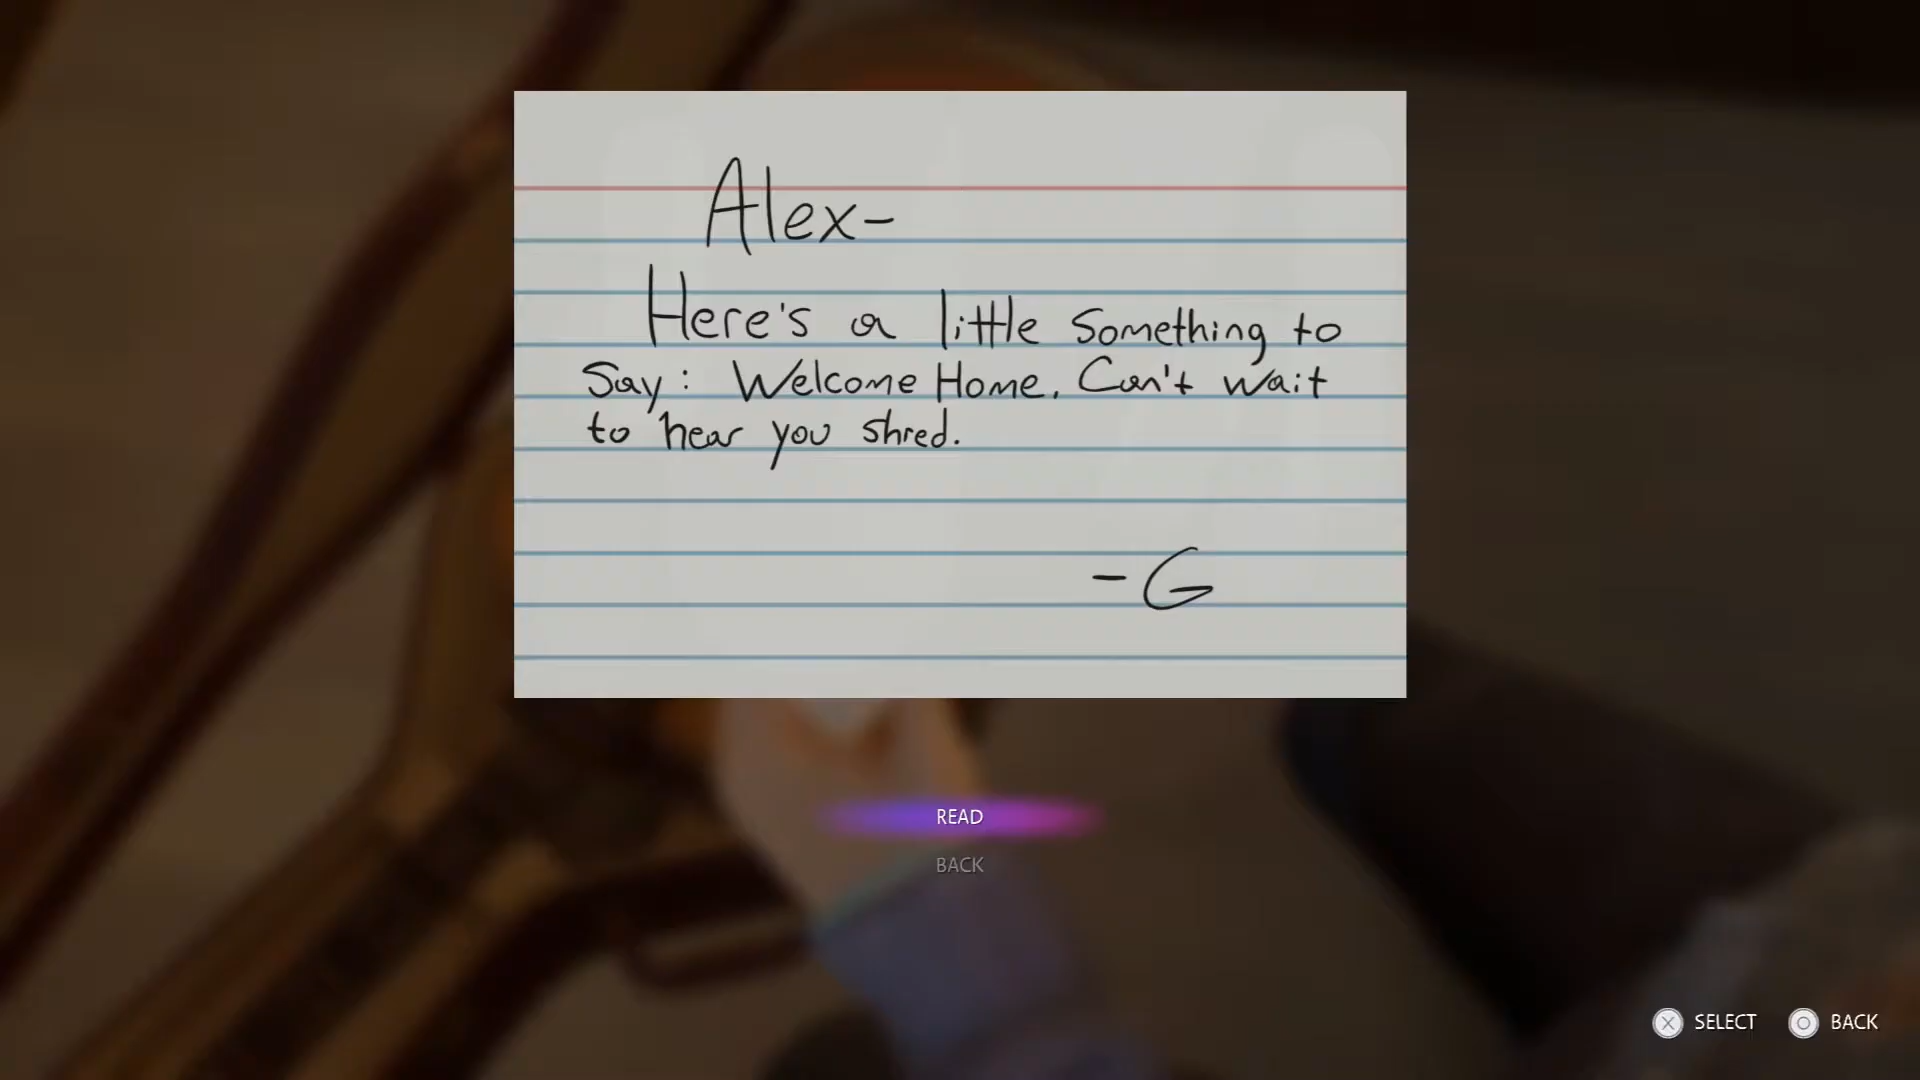 Alex-
Here's a little Something to
Say: Welcome Home. Can't wait
to hear you shred.
- G
READ
BACK
SELECT BACK